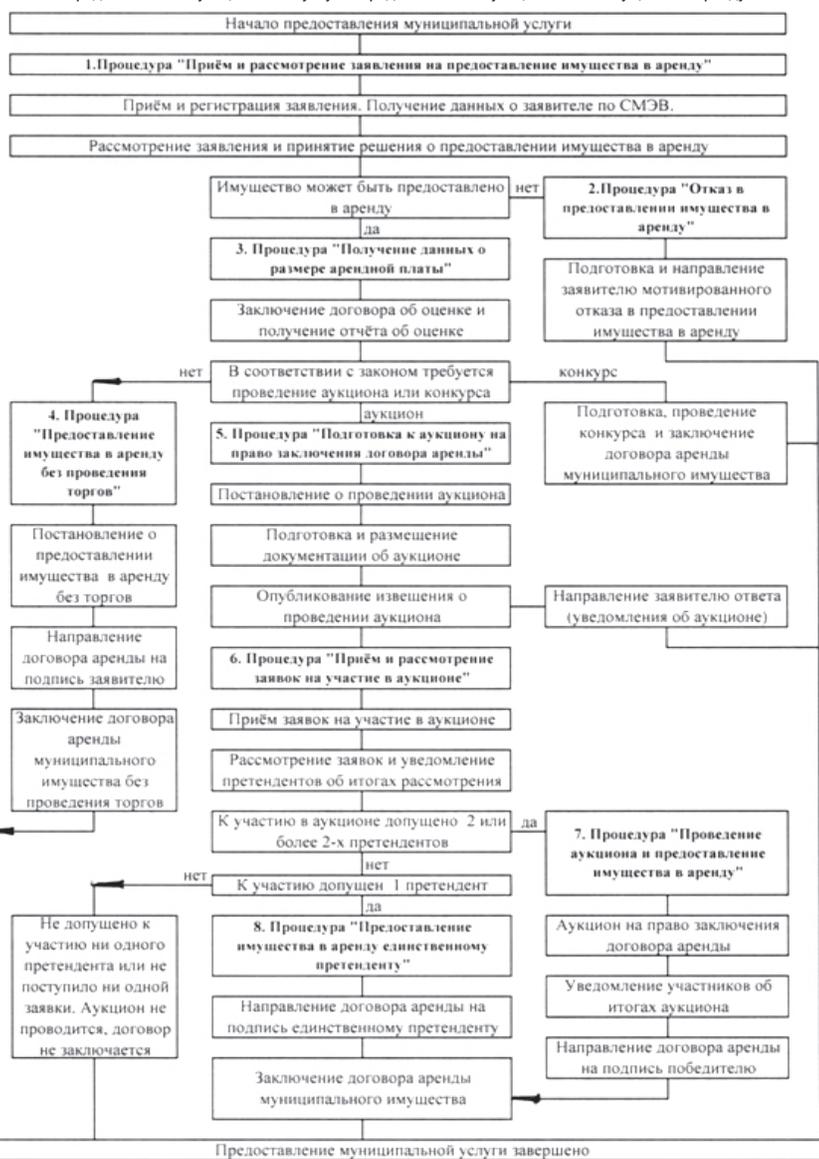 Начало предоставления муниципальной услуги
1.Процедура "Приём и рассмотрение заявления на предоставление имущества в аренду"
Приём и регистрация заявления. Получение данных о заявителе по СМЭВ.
Рассмотрение заявления и принятие решения о предоставлении имущества в аренду
Имущество может быть предоставлено
в аренду
нет
2.Процедура "Отказ в
предоставлении имущества в
аренду"
да
3. Процедура "Получение данных о
размере арендной платы"
Подготовка и направление
заявителю мотивированного
отказа в предоставлении
имущества в аренду
Заключение договора об оценке и
получение отчёта об оценке
нет
В соответствии с законом требуется
проведение аукциона или конкурса
конкурс
аукцион
4. Процедура
"Предоставление
имущества в аренду
без проведения
торгов"
5. Процедура "Подготовка к аукциону на
право заключения договора аренды"
Подготовка, проведение
конкурса и заключение
договора аренды
муниципального имущества
Постановление о проведении аукциона
Постановление о
предоставлении
имущества в аренду
без торгов
Подготовка и размещение
документации об аукционе
Опубликование извещения о
проведении аукциона
Направление заявителю ответа
(уведомления об аукционе)
Направление
договора аренды на
подпись заявителю
6. Процедура "Приём и рассмотрение
заявок на участие в аукционе"
Приём заявок на участие в аукционе
Заключение договора
аренды
муниципального
имущества без
проведения торгов
Рассмотрение заявок и уведомление
претендентов об итогах рассмотрения
К участию в аукционе допущено 2 или
более 2-х претендентов
да
7. Процедура "Проведение
аукциона и предоставление
имущества в аренду"
нет
нет
К участию допущен 1 претендент
да
Не допущено к
участию ни одного
претендента или не
поступило ни одной
заявки. Аукцион не
проводится, договор
не заключается
8. Процедура "Предоставление
имущества в аренду единственному
претенденту"
Аукцион на право заключения
договора аренды
Уведомление участников об
итогах аукциона
Направление договора аренды на
подпись единственному претенденту
Направление договора аренды
на подпись победителю
Заключение договора аренды
муниципального имущества
Предоставление муниципальной услуги завершено